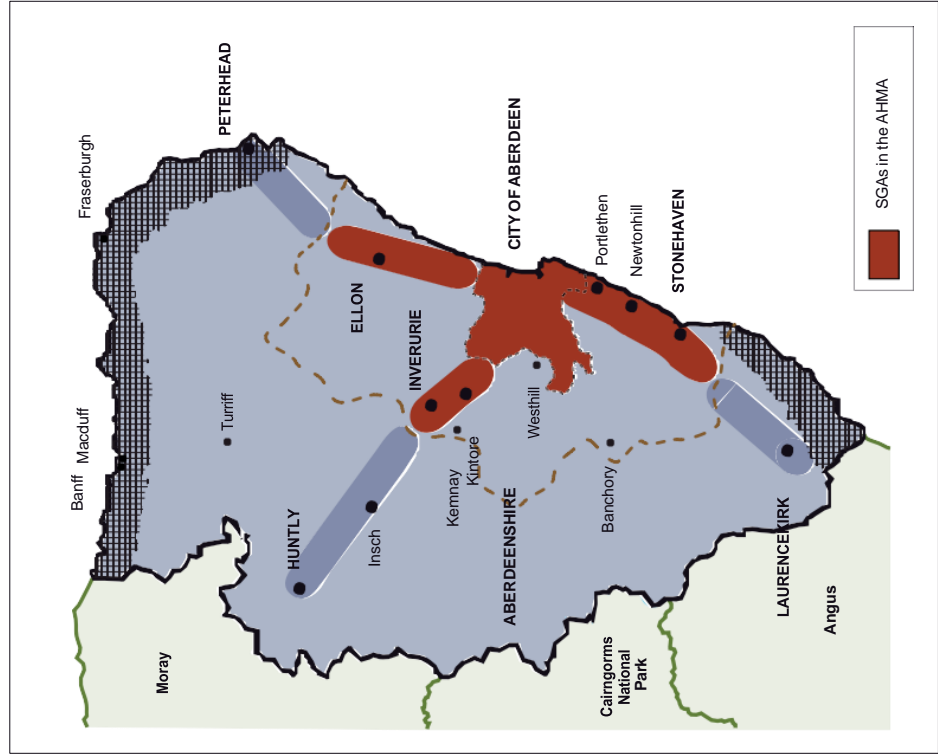 Fraserburgh
PETERHEAD
Banff
Macduff
Turriff
ELLON
CITY OF ABERDEEN
HUNTLY
Insch
INVERURIE
Kemnay
Kintore
Westhill
Portlethen
Newtonhill
STONEHAVEN
ABERDEENSHIRE
Banchory
LAURENCEKIRK
Moray
Cairngorms
National
Park
Angus
SGAs in the AHMA